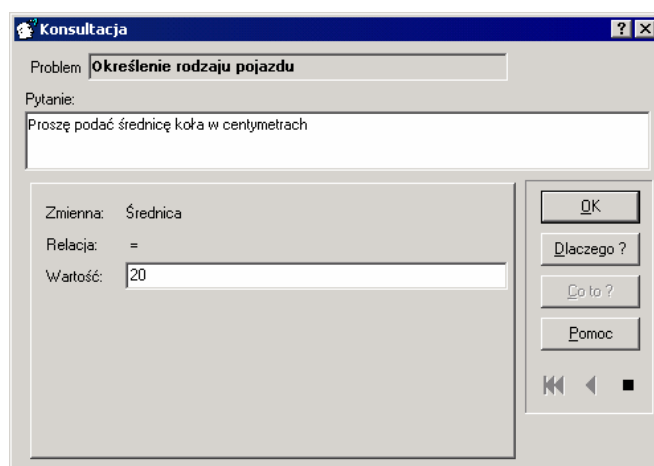 Konsultacja
Problem Określenie rodzaju pojazdu
Pytanie:
Proszę podać średnicę koła w centymetrach
Zmienna: Średnica
Relacja: =
Wartość: 20
OK
Dlaczego ?
Co to ?
Pomoc